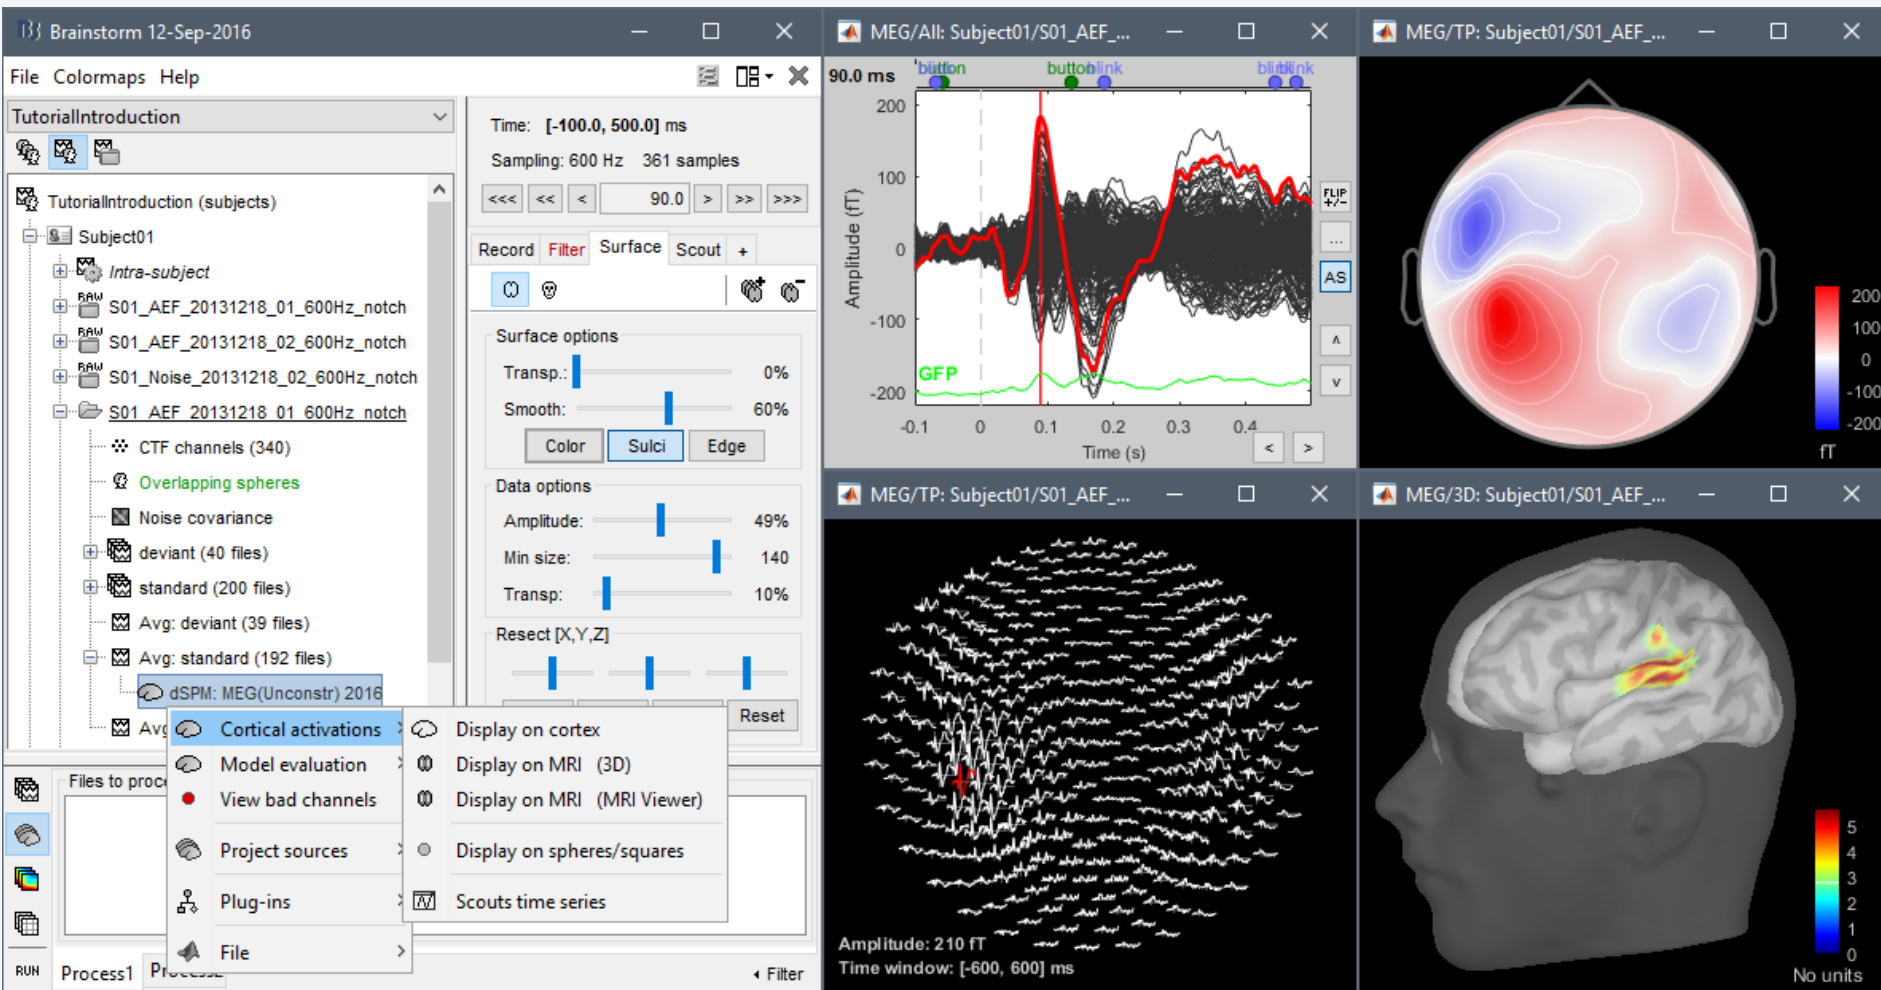 Brainstorm 12-Sep-2016
File Colormaps Help
TutorialIntroduction
TutorialIntroduction (subjects)
Subject01
Intra-subject
RAW S01_AEF_20131218_01_600Hz_notch
RAW S01_AEF_20131218_02_600Hz_notch
RAW S01_Noise_20131218_02_600Hz_notch
S01_AEF_20131218_01_600Hz_notch
CTF channels (340)
Overlapping spheres
Noise covariance
deviant (40 files)
standard (200 files)
Avg: deviant (39 files)
Avg: standard (192 files)
dSPM: MEG(Unconstr) 2016
Cortical activations
Model evaluation
View bad channels
Project sources
Plug-ins
File
Display on cortex
Display on MRI (3D)
Display on MRI (MRI Viewer)
Display on spheres/squares
Scouts time series
RUN
Process1
Filter
Time: [-100.0, 500.0] ms
Sampling: 600 Hz 361 samples
<<< << < 90.0 > >> >>>
Record Filter Surface Scout +
Surface options
Transp.: 0%
Smooth: 60%
Color Sulci Edge
Data options
Amplitude: 49%
Min size: 140
Transp: 10%
Resect [X,Y,Z]
Reset
MEG/All: Subject01/S01_AEF_...
90.0 ms
button button blink
200
100
0
-100
-200
Amplitude (fT)
GFP
-0.1 0 0.1 0.2 0.3 0.4
Time (s)
FLIP
+/-
...
AS
< >
MEG/TP: Subject01/S01_AEF_...
200
100
0
-100
-200
fT
MEG/TP: Subject01/S01_AEF_...
Amplitude: 210 fT
Time window: [-600, 600] ms
MEG/3D: Subject01/S01_AEF_...
5
4
3
2
1
0
No units